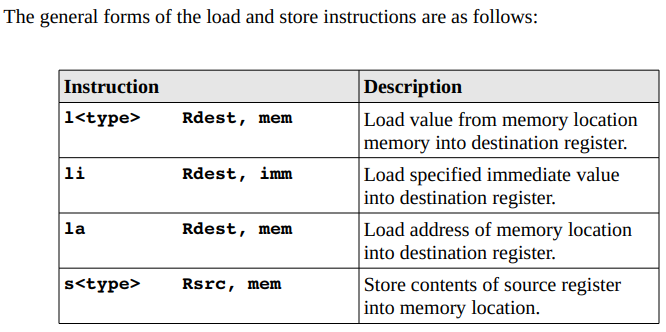 The general forms of the load and store instructions are as follows:
Instruction Description
l<type> Rdest, mem Load value from memory location
memory into destination register.
li Rdest, imm Load specified immediate value
into destination register.
la Rdest, mem Load address of memory location
into destination register.
s<type> Rsrc, mem Store contents of source register
into memory location.